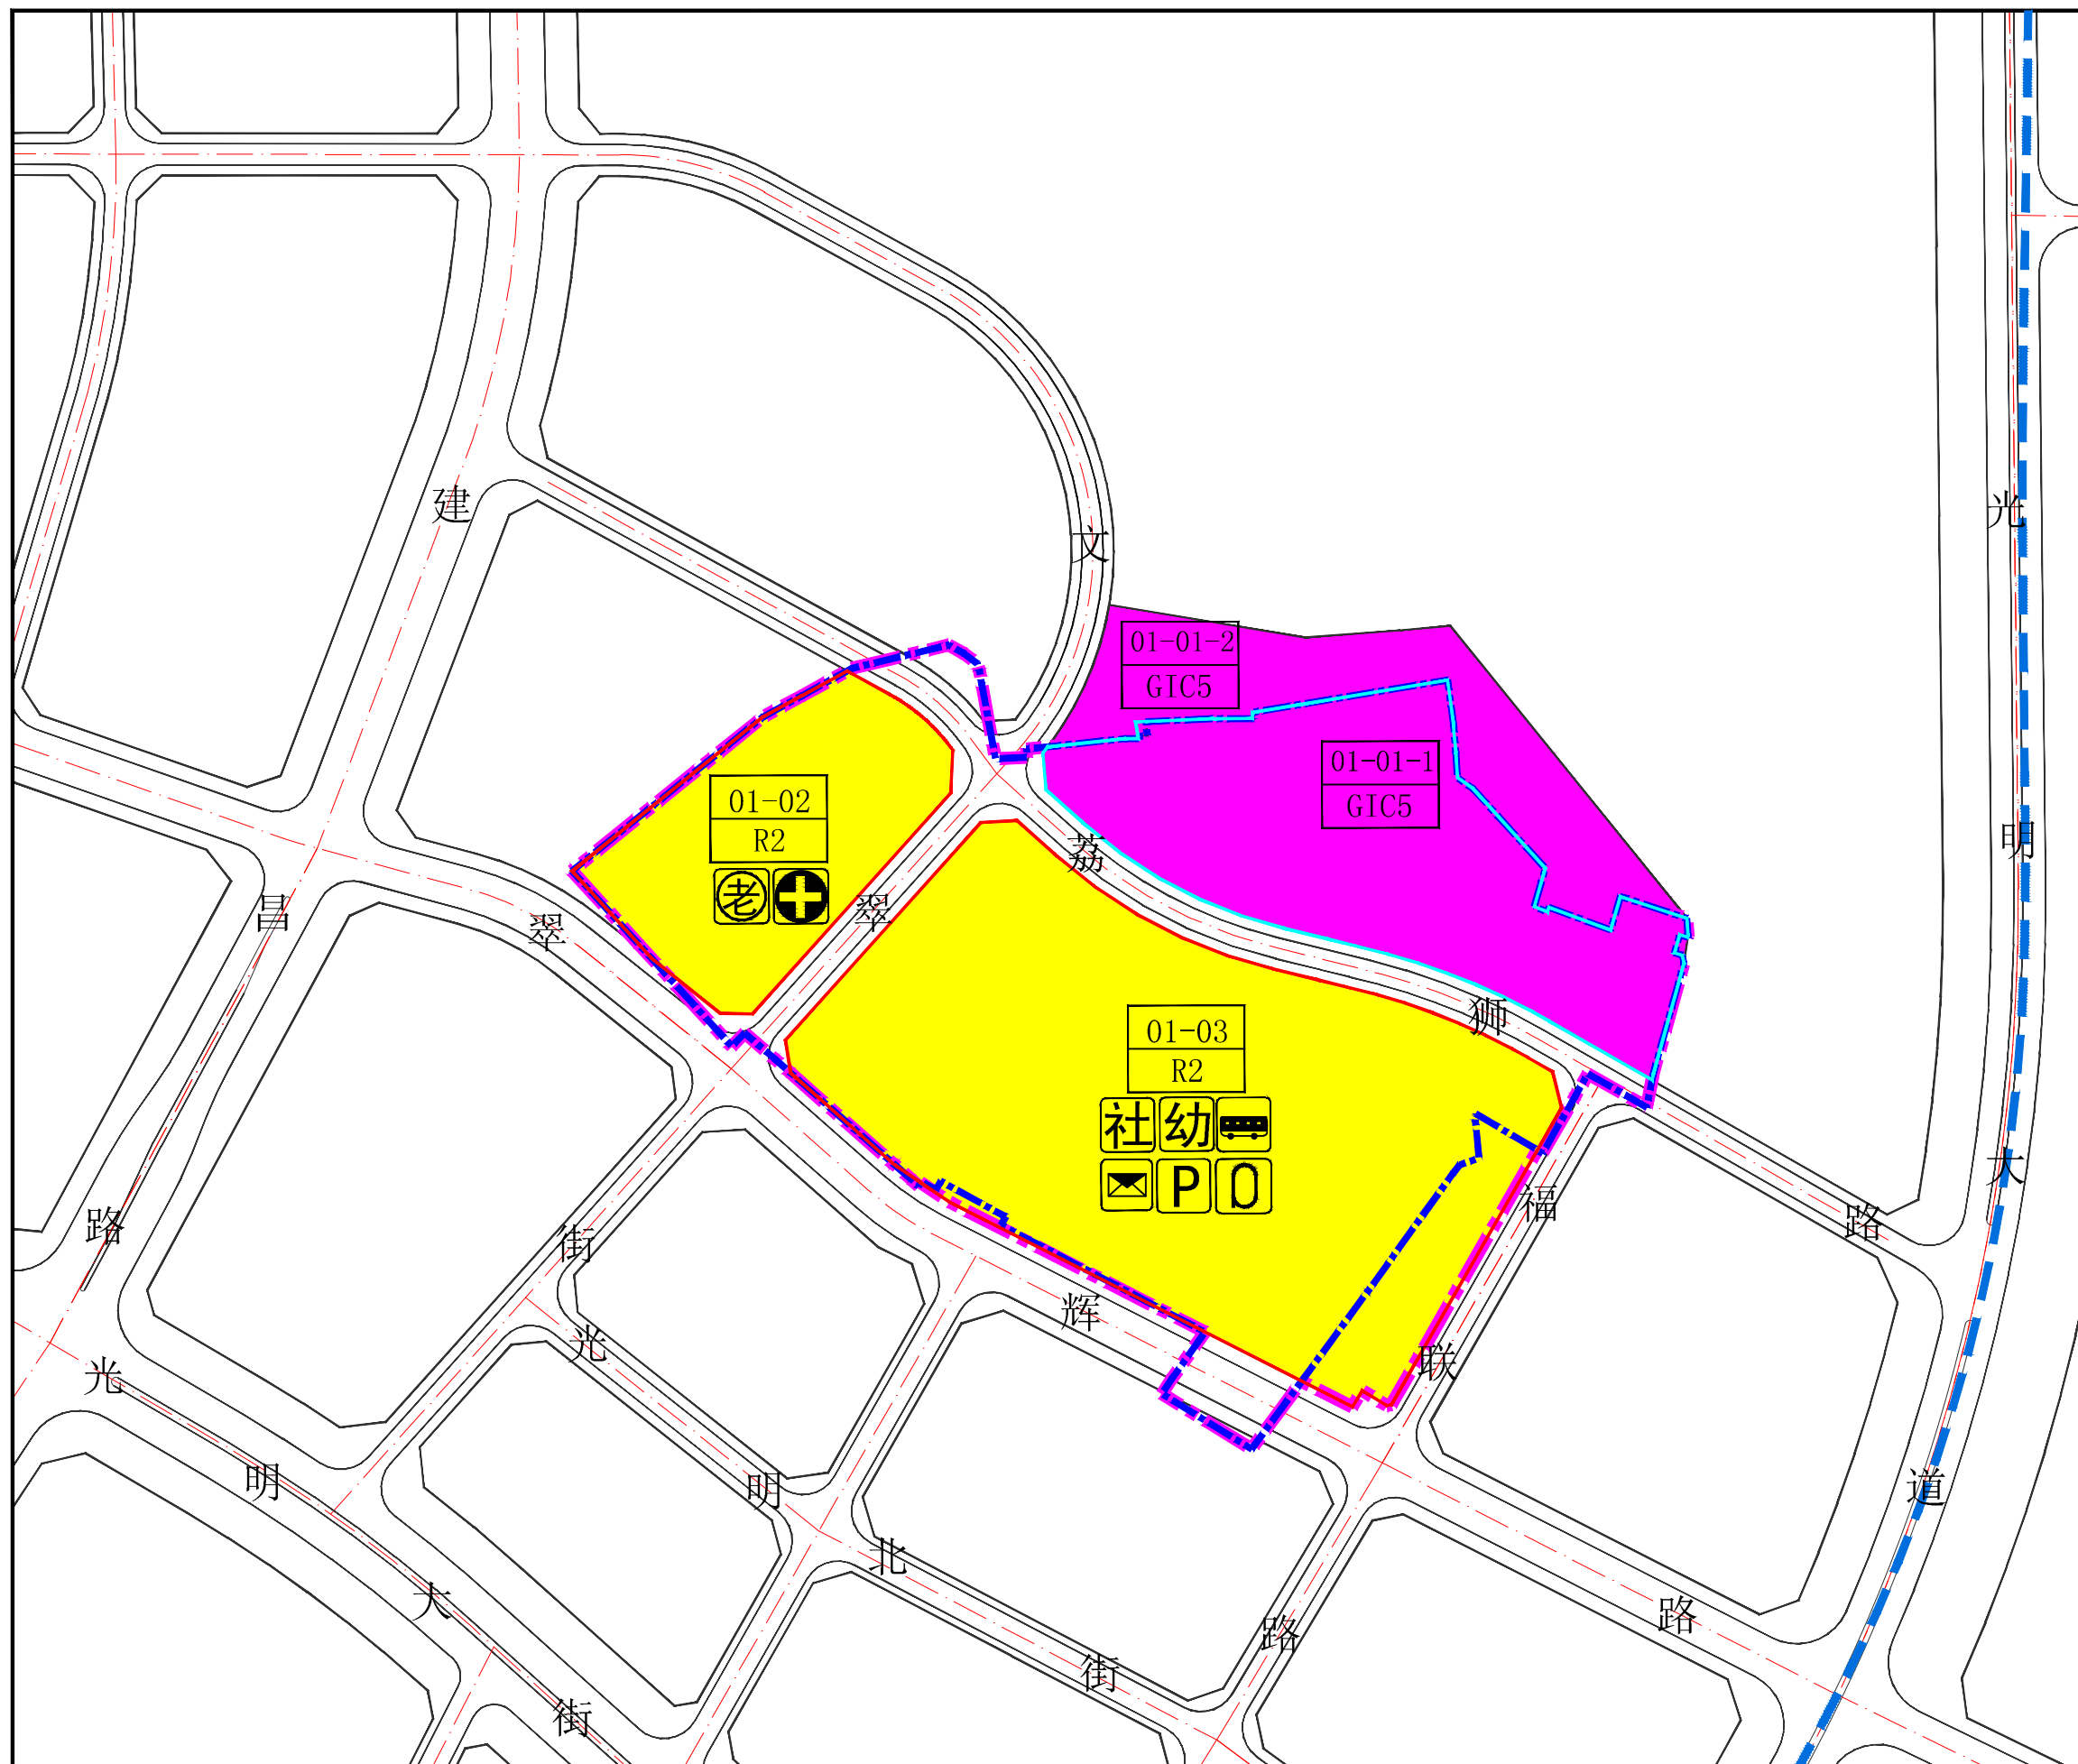 建
文
光
01-01-2
GIC5
01-01-1
GIC5
01-02
R2
老
荔
明
昌
翠
翠
狮
01-03
R2
社 幼
P
大
路
福
路
街
辉
光
联
光
明
明
道
北
大
路
路
街
街